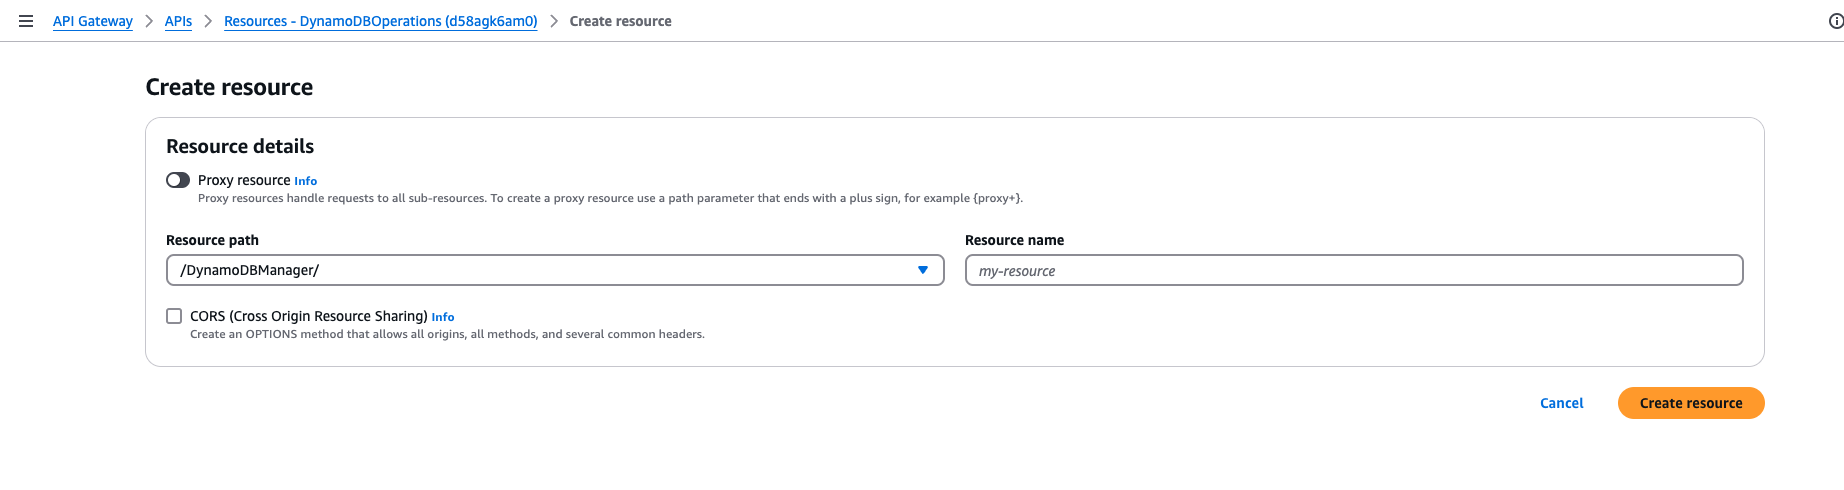 API Gateway > APIs > Resources - DynamoDBOperations (d58agk6am0) > Create resource
Create resource
Resource details
Proxy resource Info
Proxy resources handle requests to all sub-resources. To create a proxy resource use a path parameter that ends with a plus sign, for example {proxy+}.
Resource path
/DynamoDBManager/
Resource name
my-resource
CORS (Cross Origin Resource Sharing) Info
Create an OPTIONS method that allows all origins, all methods, and several common headers.
Cancel
Create resource